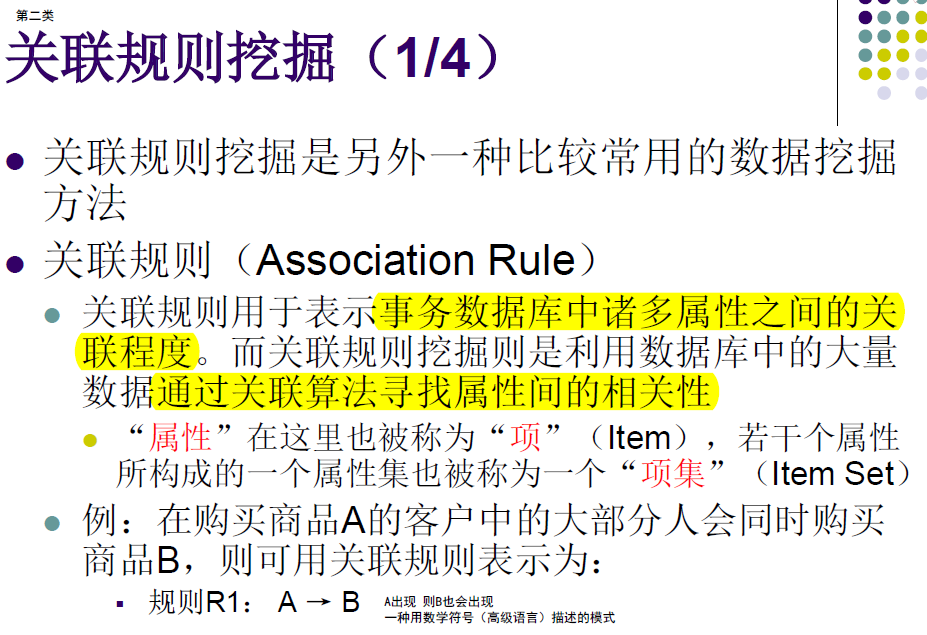 第二类
关联规则挖掘（1/4）
关联规则挖掘是另外一种比较常用的数据挖掘
方法
关联规则（Association Rule）
关联规则用于表示事务数据库中诸多属性之间的关
联程度。而关联规则挖掘则是利用数据库中的大量
数据通过关联算法寻找属性间的相关性
“属性”在这里也被称为“项”（Item），若干个属性
所构成的一个属性集也被称为一个“项集”（Item Set）
例：在购买商品A的客户中的大部分人会同时购买
商品B，则可用关联规则表示为：
规则R1： A → B A出现 则B也会出现
一种用数学符号（高级语言）描述的模式